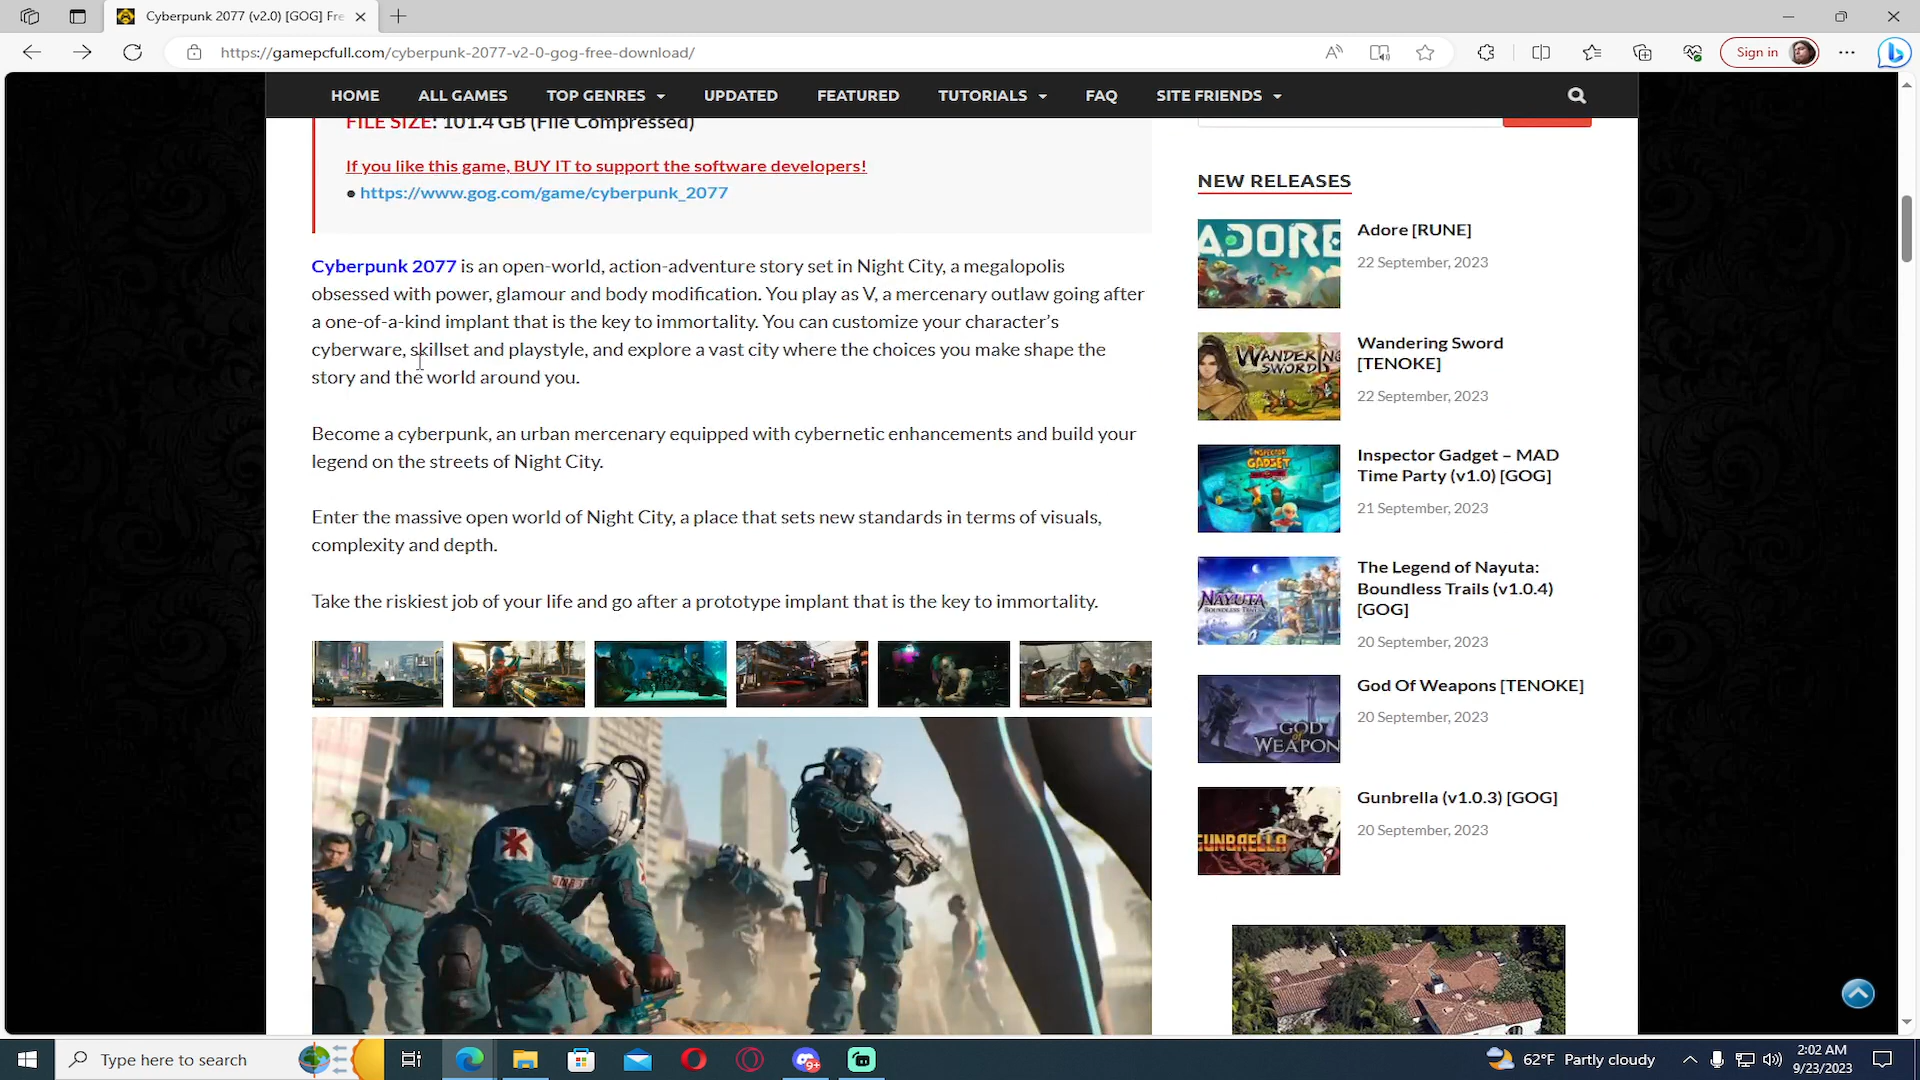 Cyberpunk 2077 (v2.0) [GOG] Fre
https://gamepcfull.com/cyberpunk-2077-v2-0-gog-free-download/
Sign in
HOME ALL GAMES TOP GENRES UPDATED FEATURED TUTORIALS FAQ SITE FRIENDS
FILE SIZE: 101.4 GB (File Compressed)
If you like this game, BUY IT to support the software developers!
● https://www.gog.com/game/cyberpunk_2077
Cyberpunk 2077 is an open-world, action-adventure story set in Night City, a megalopolis
obsessed with power, glamour and body modification. You play as V, a mercenary outlaw going after
a one-of-a-kind implant that is the key to immortality. You can customize your character’s
cyberware, skillset and playstyle, and explore a vast city where the choices you make shape the
story and the world around you.
Become a cyberpunk, an urban mercenary equipped with cybernetic enhancements and build your
legend on the streets of Night City.
Enter the massive open world of Night City, a place that sets new standards in terms of visuals,
complexity and depth.
Take the riskiest job of your life and go after a prototype implant that is the key to immortality.
NEW RELEASES
ADORE
Adore [RUNE]
22 September, 2023
WANDERING
SWORD
Wandering Sword
[TENOKE]
22 September, 2023
INSPECTOR
GADGET
Inspector Gadget – MAD
Time Party (v1.0) [GOG]
21 September, 2023
NAYUTA
The Legend of Nayuta:
Boundless Trails (v1.0.4)
[GOG]
20 September, 2023
GOD
OF
WEAPON
God Of Weapons [TENOKE]
20 September, 2023
GUNBRELLA
Gunbrella (v1.0.3) [GOG]
20 September, 2023
Type here to search
9+
62°F Partly cloudy
2:02 AM
9/23/2023